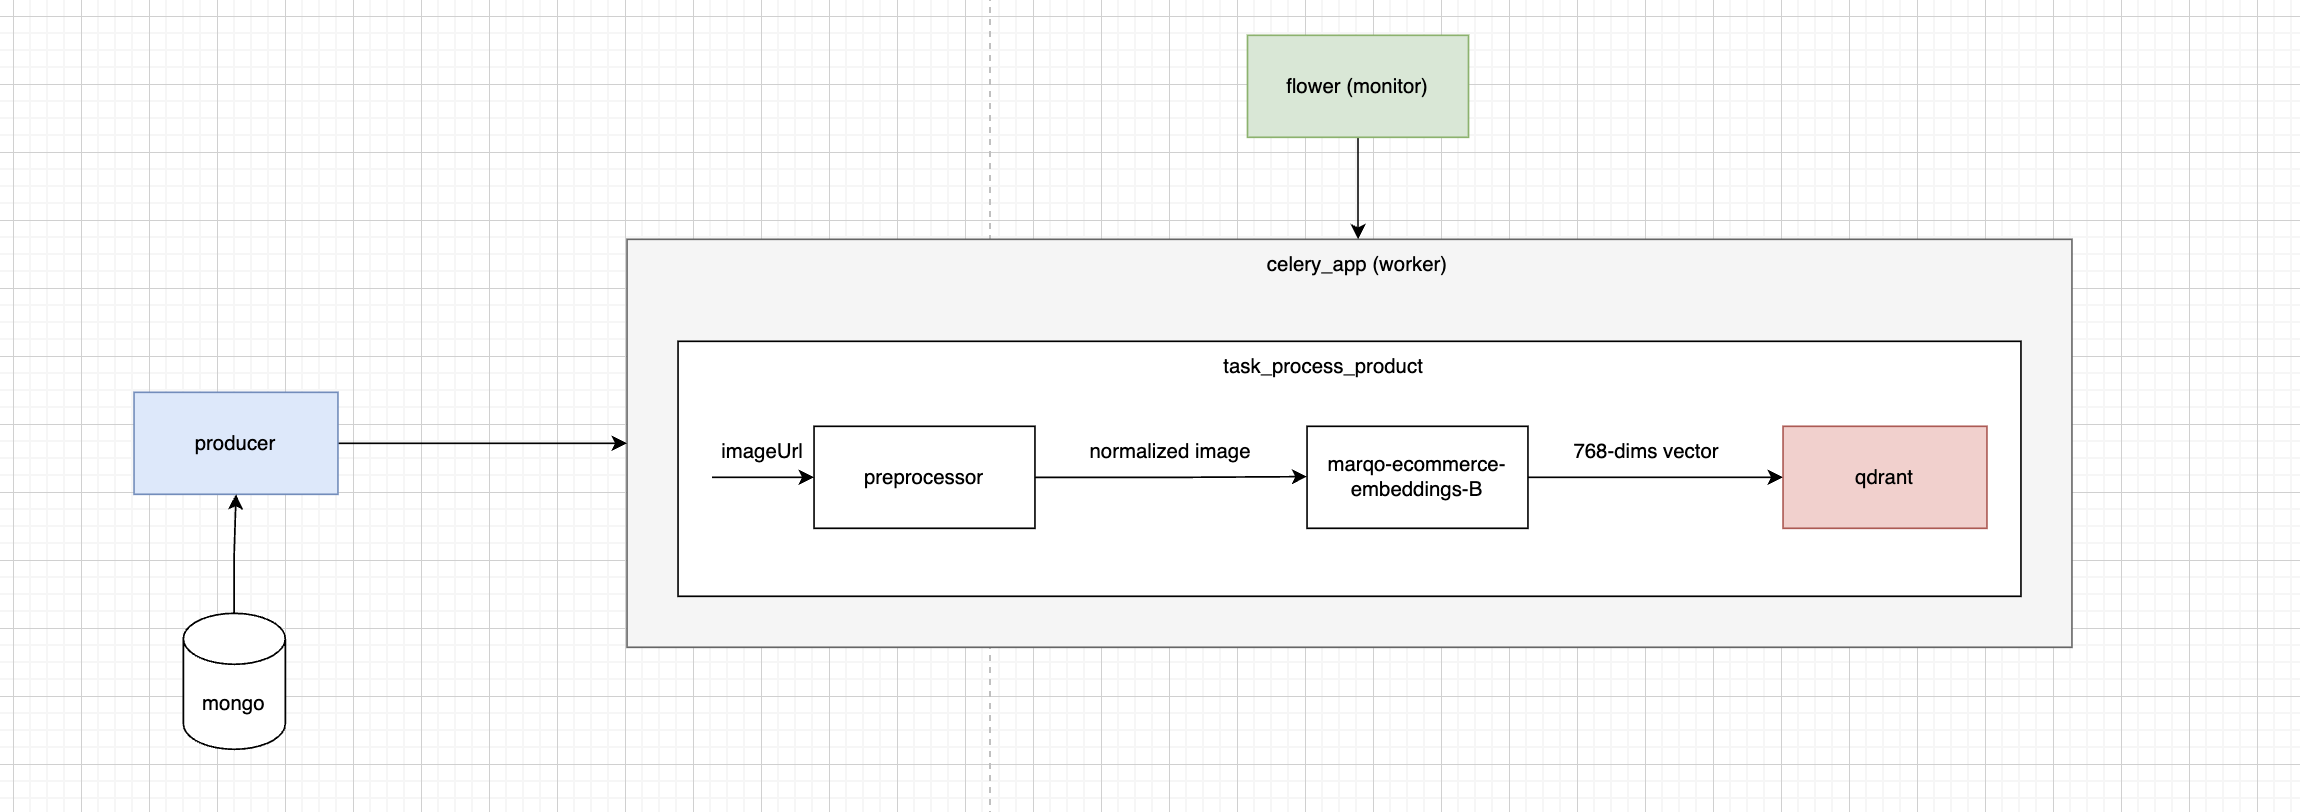 flower (monitor)
celery_app (worker)
task_process_product
producer
imageUrl
preprocessor
normalized image
marqo-ecommerce-
embeddings-B
768-dims vector
qdrant
mongo